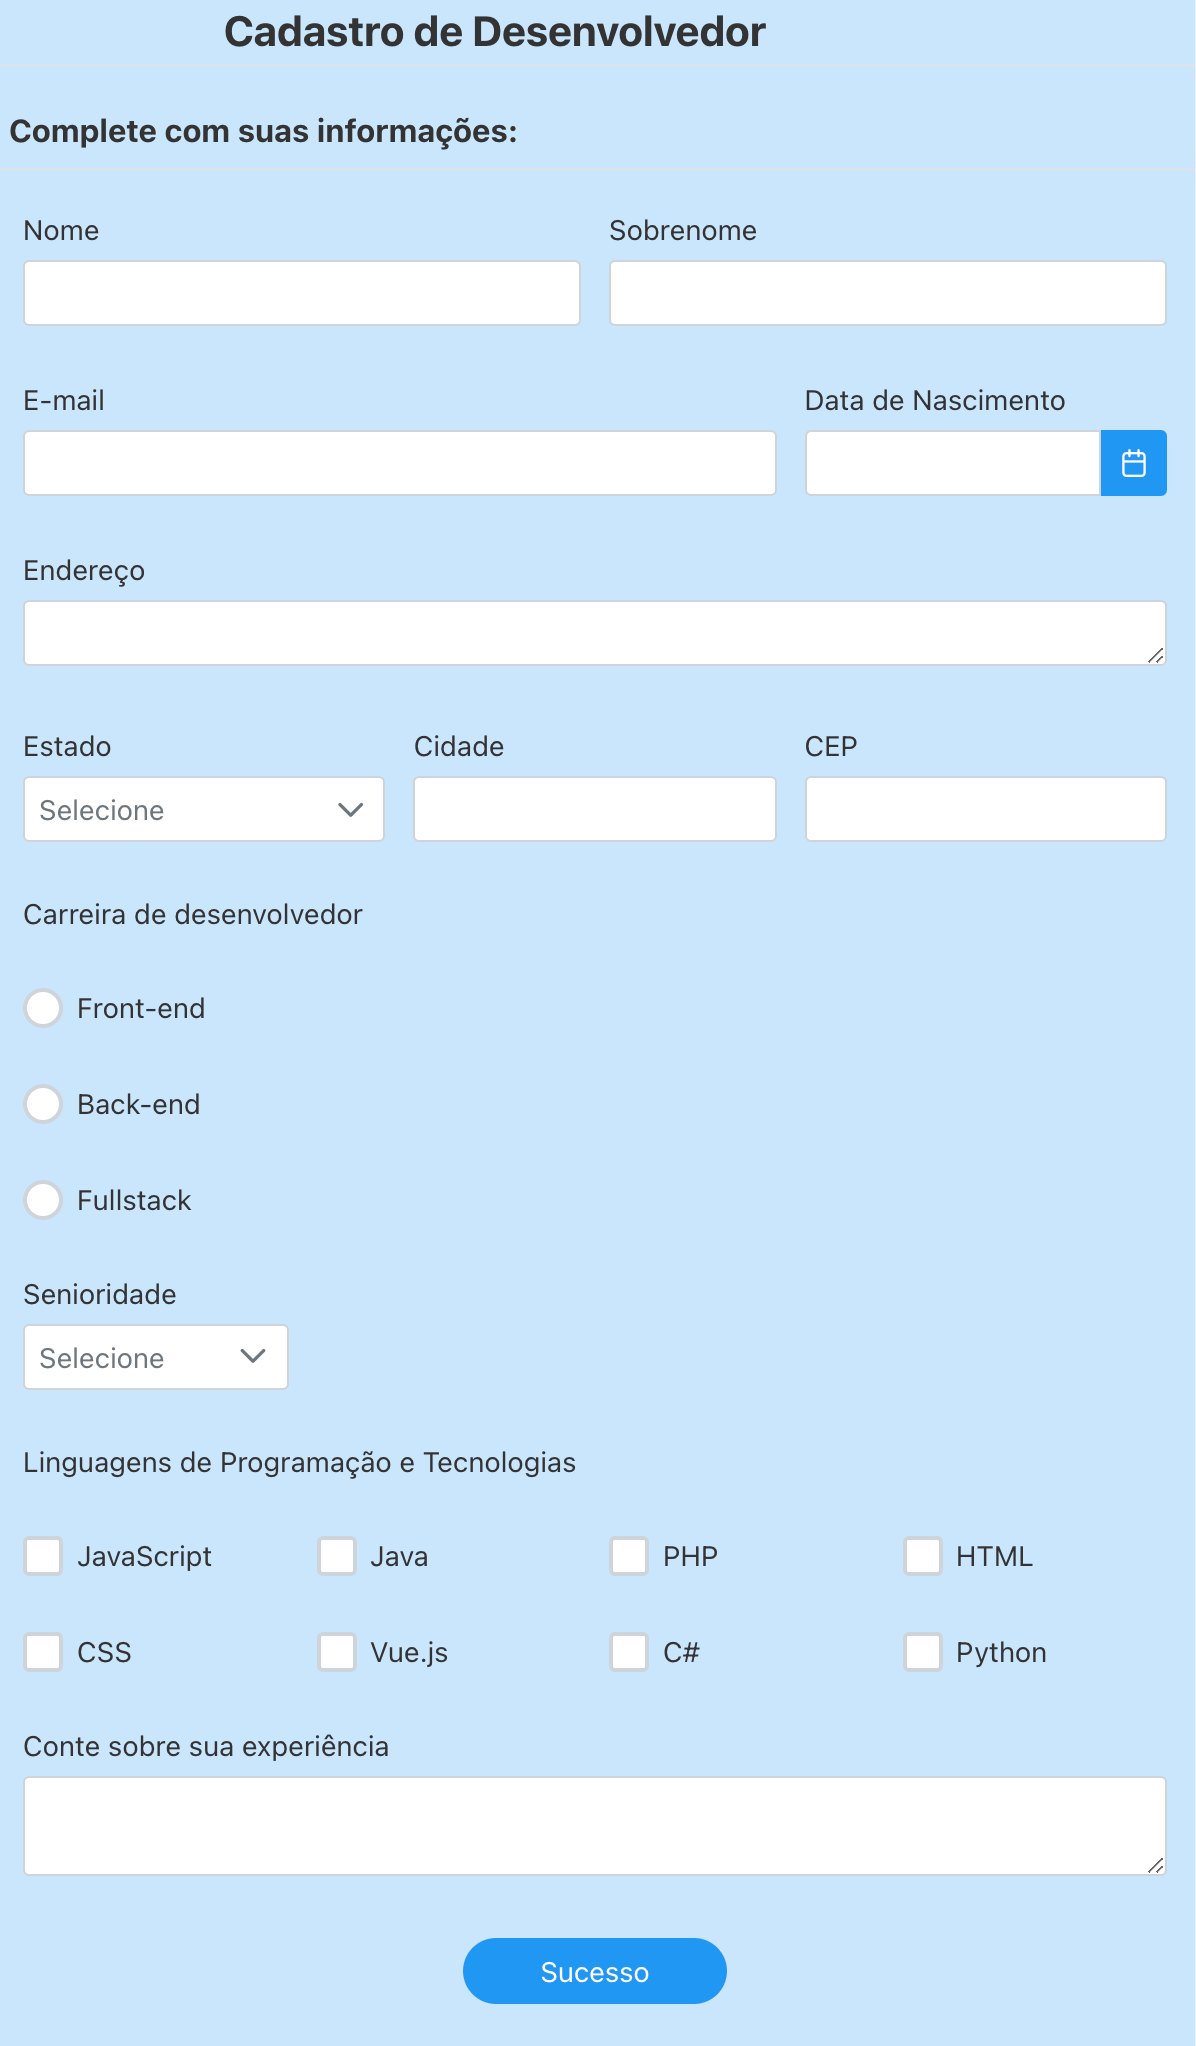 Cadastro de Desenvolvedor
Complete com suas informações:
Nome Sobrenome
E-mail Data de Nascimento
Endereço
Estado Cidade CEP
Selecione
Carreira de desenvolvedor
Front-end
Back-end
Fullstack
Senioridade
Selecione
Linguagens de Programação e Tecnologias
JavaScript Java PHP HTML
CSS Vue.js C# Python
Conte sobre sua experiência
Sucesso